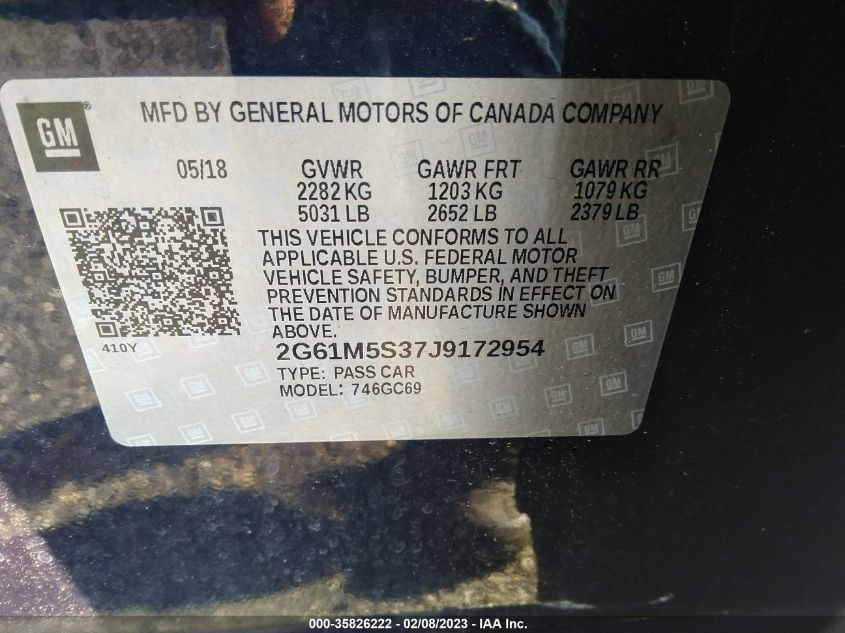 GM
MFD BY GENERAL MOTORS OF CANADA COMPANY
05/18 GVWR GAWR FRT GAWR RR
2282 KG 1203 KG 1079 KG
5031 LB 2652 LB 2379 LB
THIS VEHICLE CONFORMS TO ALL
APPLICABLE U.S. FEDERAL MOTOR
VEHICLE SAFETY, BUMPER, AND THEFT
PREVENTION STANDARDS IN EFFECT ON
THE DATE OF MANUFACTURE SHOWN
ABOVE.
410Y
2G61M5S37J9172954
TYPE: PASS CAR
MODEL: 746GC69
000-35826222 - 02/08/2023 - IAA Inc.